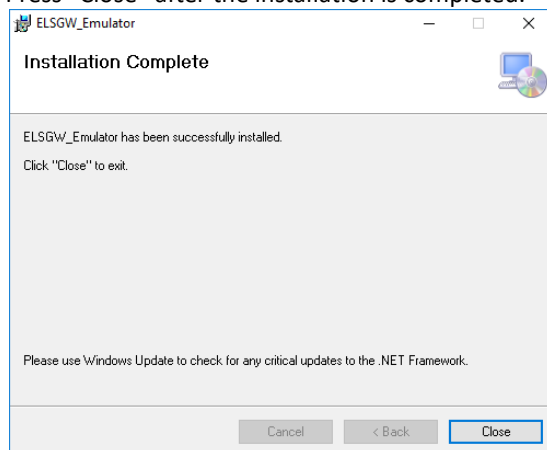 Press "Close" after the installation is completed.
ELSGW_Emulator
Installation Complete
ELSGW_Emulator has been successfully installed.
Click "Close" to exit.
Please use Windows Update to check for any critical updates to the .NET Framework.
Cancel
< Back
Close